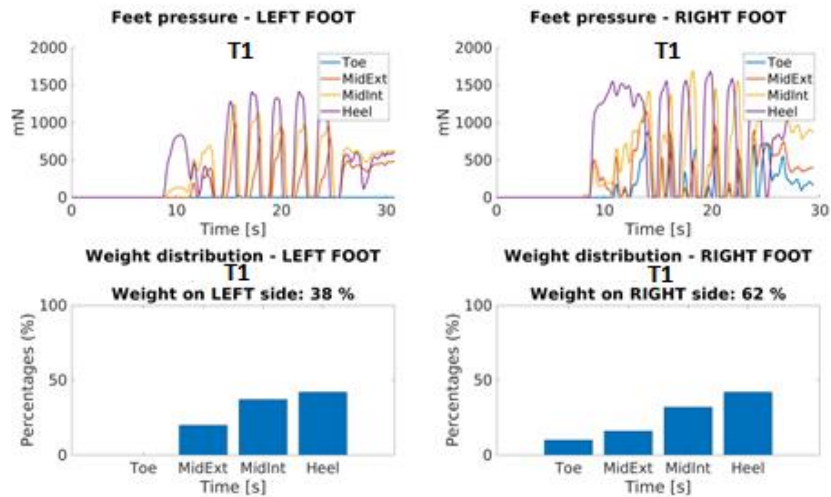 Feet pressure - LEFT FOOT
T1
2000
1500
1000
500
0
mN
Toe
MidExt
MidInt
Heel
0
10
20
30
Time [s]
Feet pressure - RIGHT FOOT
T1
2000
1500
1000
500
0
mN
Toe
MidExt
MidInt
Heel
0
10
20
30
Time [s]
Weight distribution - LEFT FOOT
T1
Weight on LEFT side: 38 %
100
50
0
Percentages (%)
Toe MidExt MidInt Heel
Time [s]
Weight distribution - RIGHT FOOT
T1
Weight on RIGHT side: 62 %
100
50
0
Percentages (%)
Toe MidExt MidInt Heel
Time [s]